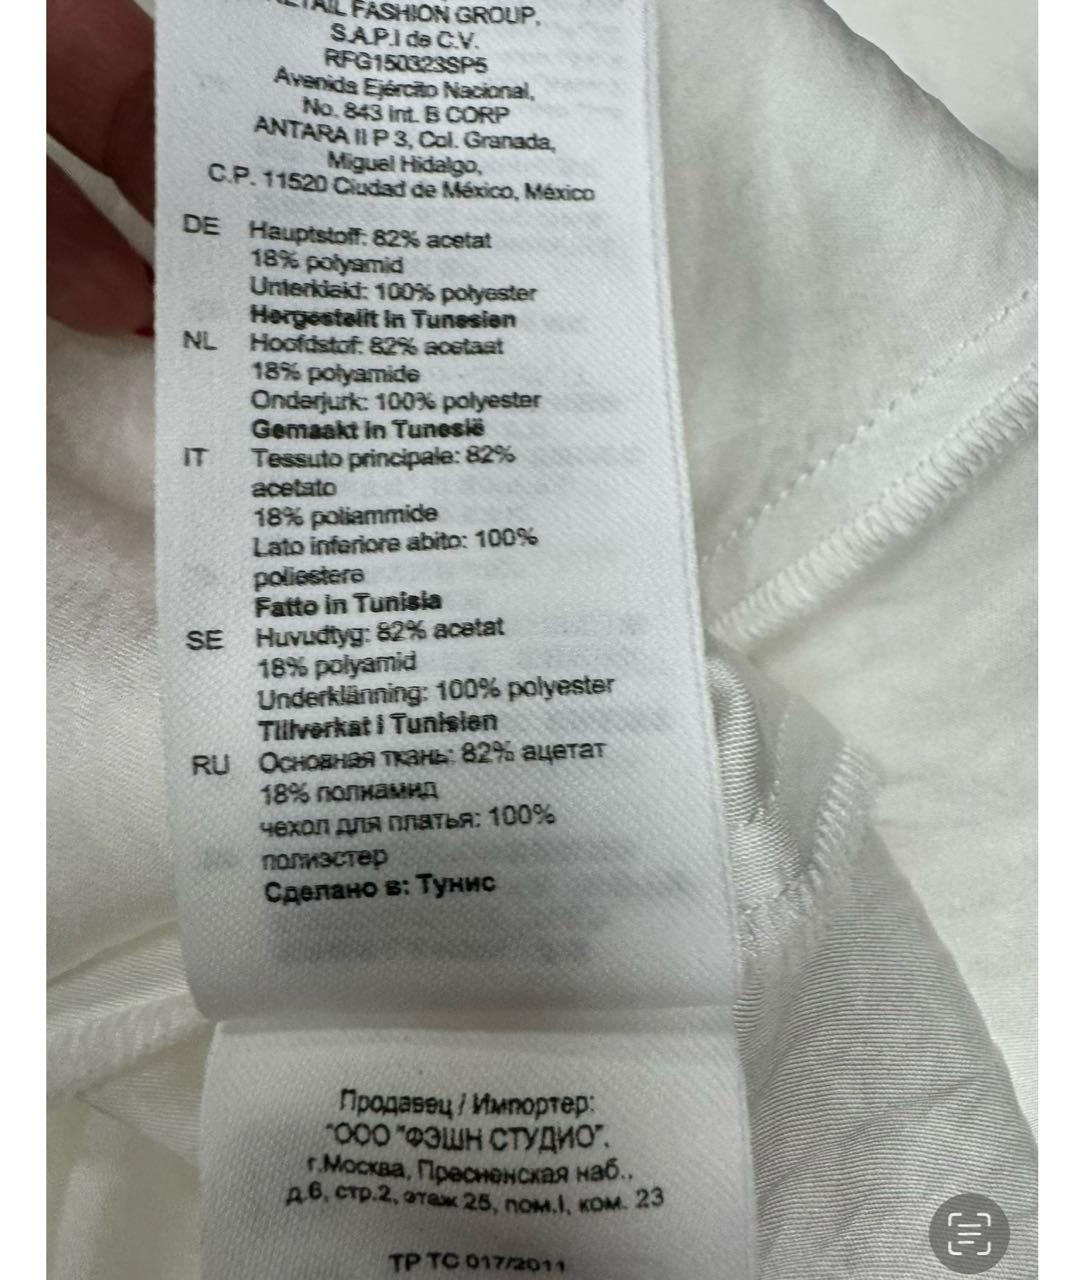 RETAIL FASHION GROUP,
S.A.P.I de C.V.
RFG150323SP5
Avenida Ejército Nacional,
No. 843 Int. B CORP
ANTARA II P 3, Col. Granada,
Miguel Hidalgo,
C.P. 11520 Ciudad de México, México
DE Hauptstoff: 82% acetat
18% polyamid
Unterkleid: 100% polyester
Hergestellt in Tunesien
NL Hoofdstof: 82% acetaat
18% polyamide
Onderjurk: 100% polyester
Gemaakt in Tunesië
IT Tessuto principale: 82%
acetato
18% poliammide
Lato inferiore abito: 100%
poliestere
Fatto in Tunisia
SE Huvudtyg: 82% acetat
18% polyamid
Underklänning: 100% polyester
Tillverkat i Tunisien
RU Основная ткань: 82% ацетат
18% полиамид
чехол для платья: 100%
полиэстер
Сделано в: Тунис
Продавец / Импортер:
"ООО "ФЭШН СТУДИО".
г.Москва, Пресненская наб.,
д.6, стр.2, этаж 25, пом.I, ком. 23
ТР ТС 017/2011